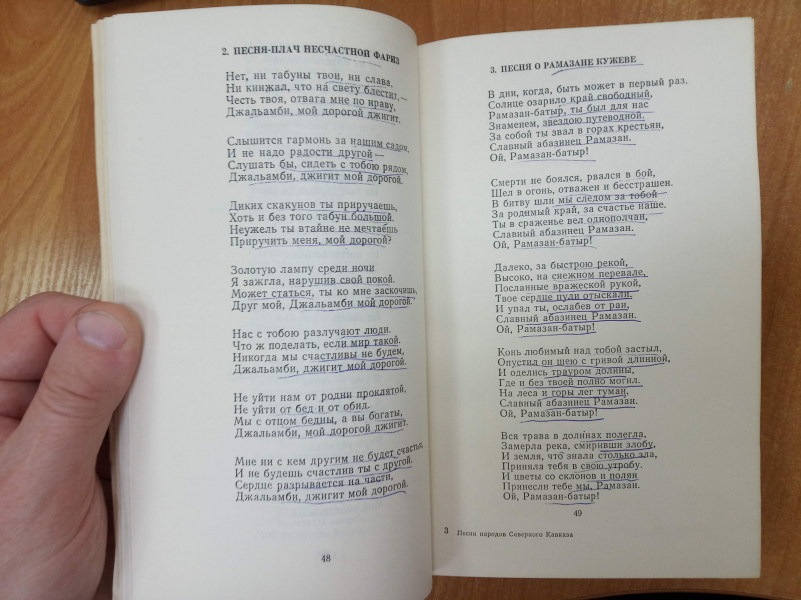 2. ПЕСНЯ-ПЛАЧ НЕСЧАСТНОЙ ФАРИЗ
Нет, ни табуны твои, ни слава,
Ни кинжал, что на свету блестит,—
Честь твоя, отвага мне по нраву,
Джальамби, мой дорогой джигит.
Слышится гармонь за нашим садом,
И не надо радости другой —
Слушать бы, сидеть с тобою рядом,
Джальамби, джигит мой дорогой.
Диких скакунов ты приручаешь,
Хоть и без того табун большой.
Неужель ты втайне не мечтаешь
Приручить меня, мой дорогой?
Золотую лампу среди ночи
Я зажгла, нарушив свой покой.
Может статься, ты ко мне заскочишь,
Друг мой, Джальамби мой дорогой.
Нас с тобою разлучают люди.
Что ж поделать, если мир такой.
Никогда мы счастливы не будем,
Джальамби, джигит мой дорогой.
Не уйти нам от родни проклятой.
Не уйти от бед и от обид.
Мы с отцом бедны, а вы богаты,
Джальамби, мой дорогой джигит.
Мне ни с кем другим не будет счастья,
И не будешь счастлив ты с другой.
Сердце разрывается на части,
Джальамби, джигит мой дорогой.
48
3. ПЕСНЯ О РАМАЗАНЕ КУЖЕВЕ
В дни, когда, быть может в первый раз,
Солнце озарило край свободный,
Рамазан-батыр, ты был для нас
Знаменем, звездою путеводной.
За собой ты звал в горах крестьян,
Славный абазинец Рамазан.
Ой, Рамазан-батыр!
Смерти не боялся, рвался в бой,
Шел в огонь, отважен и бесстрашен.
В битву шли мы следом за тобой
За родимый край, за счастье наше.
Ты в сраженье вел однополчан,
Славный абазинец Рамазан.
Ой, Рамазан-батыр!
Далеко, за быстрою рекой,
Высоко, на снежном перевале,
Посланные вражеской рукой,
Твое сердце пули отыскали.
И упал ты, ослабев от ран,
Славный абазинец Рамазан.
Ой, Рамазан-батыр!
Конь любимый над тобой застыл,
Опустил он шею с гривой длинной,
И оделись трауром долины,
Где и без твоей полно могил.
На леса и горы лег туман,
Славный абазинец Рамазан.
Ой, Рамазан-батыр!
Вся трава в долинах полегла,
Замерла река, смиривши злобу,
И земля, что знала столько зла,
Приняла тебя в свою утробу.
И цветы со склонов и полян
Принесли тебе мы, Рамазан.
Ой, Рамазан-батыр!
49
3 Песни народов Северного Кавказа